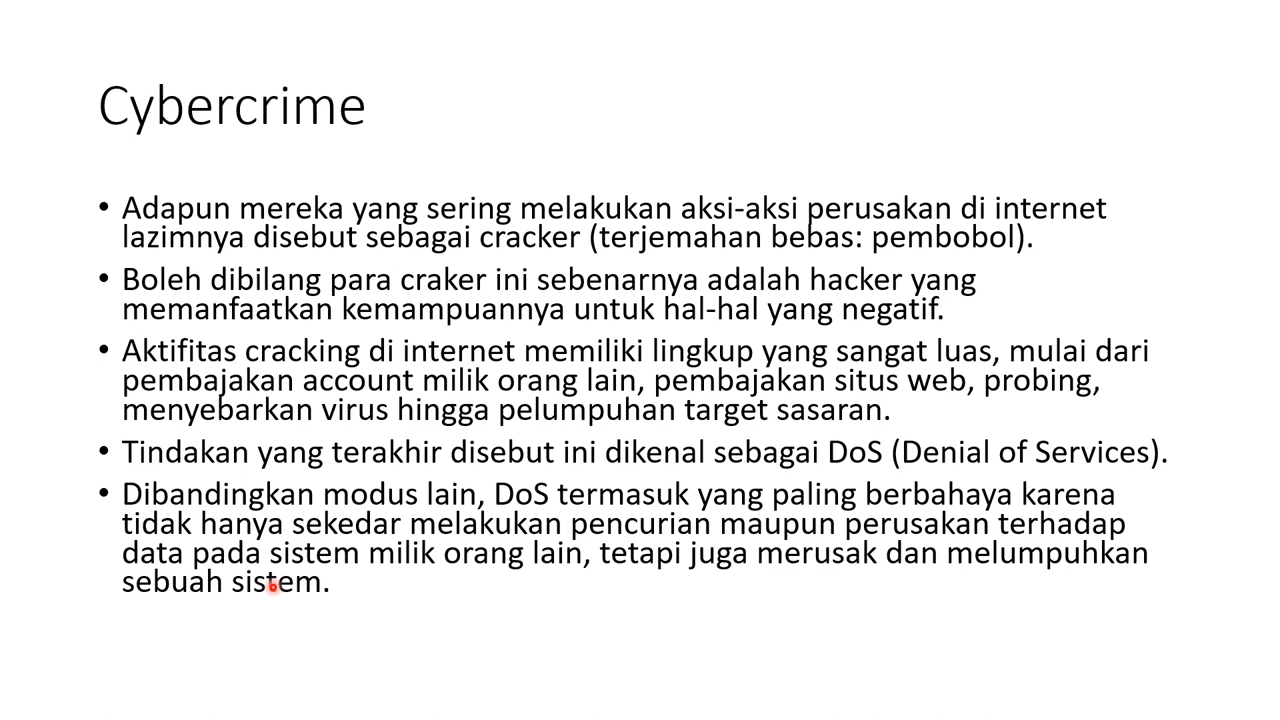 Cybercrime
• Adapun mereka yang sering melakukan aksi-aksi perusakan di internet
lazimnya disebut sebagai cracker (terjemahan bebas: pembobol).
• Boleh dibilang para craker ini sebenarnya adalah hacker yang
memanfaatkan kemampuannya untuk hal-hal yang negatif.
• Aktifitas cracking di internet memiliki lingkup yang sangat luas, mulai dari
pembajakan account milik orang lain, pembajakan situs web, probing,
menyebarkan virus hingga pelumpuhan target sasaran.
• Tindakan yang terakhir disebut ini dikenal sebagai DoS (Denial of Services).
• Dibandingkan modus lain, DoS termasuk yang paling berbahaya karena
tidak hanya sekedar melakukan pencurian maupun perusakan terhadap
data pada sistem milik orang lain, tetapi juga merusak dan melumpuhkan
sebuah sistem.